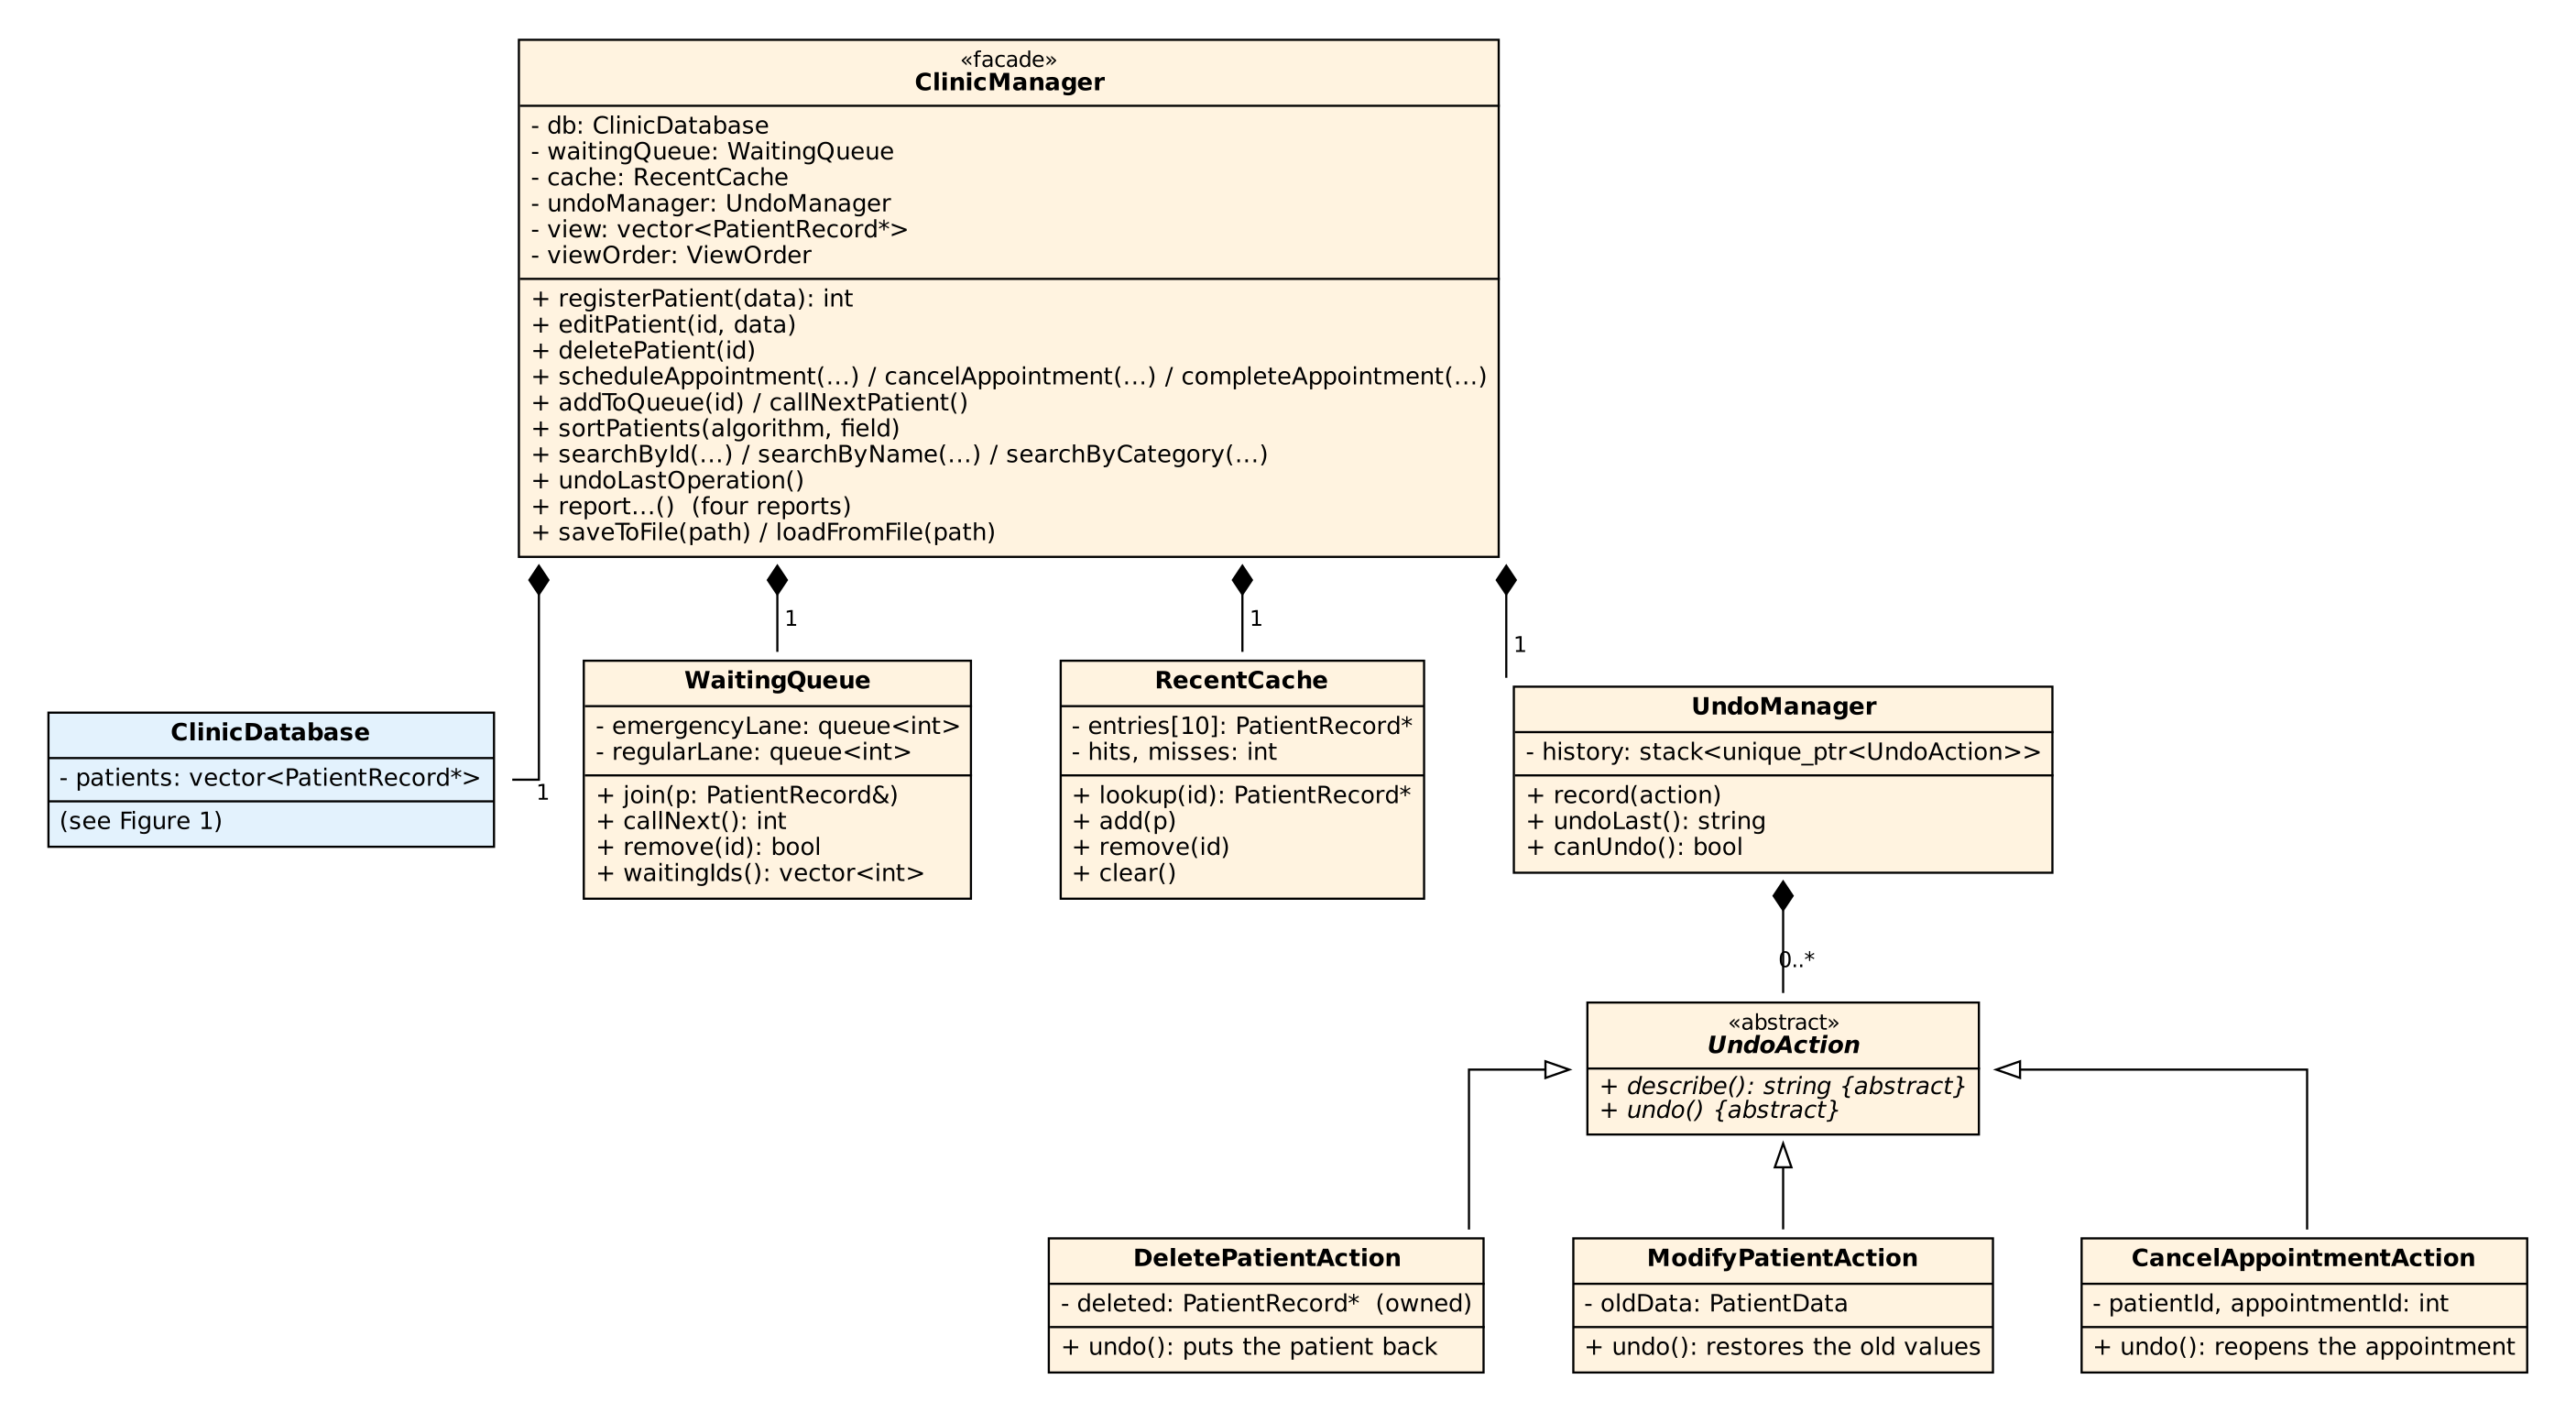 «facade»
ClinicManager
- db: ClinicDatabase
- waitingQueue: WaitingQueue
- cache: RecentCache
- undoManager: UndoManager
- view: vector<PatientRecord*>
- viewOrder: ViewOrder
+ registerPatient(data): int
+ editPatient(id, data)
+ deletePatient(id)
+ scheduleAppointment(...) / cancelAppointment(...) / completeAppointment(...)
+ addToQueue(id) / callNextPatient()
+ sortPatients(algorithm, field)
+ searchById(...) / searchByName(...) / searchByCategory(...)
+ undoLastOperation()
+ report...()  (four reports)
+ saveToFile(path) / loadFromFile(path)
1
1
1
1
ClinicDatabase
- patients: vector<PatientRecord*>
(see Figure 1)
WaitingQueue
- emergencyLane: queue<int>
- regularLane: queue<int>
+ join(p: PatientRecord&)
+ callNext(): int
+ remove(id): bool
+ waitingIds(): vector<int>
RecentCache
- entries[10]: PatientRecord*
- hits, misses: int
+ lookup(id): PatientRecord*
+ add(p)
+ remove(id)
+ clear()
UndoManager
- history: stack<unique_ptr<UndoAction>>
+ record(action)
+ undoLast(): string
+ canUndo(): bool
0..*
«abstract»
UndoAction
+ describe(): string {abstract}
+ undo() {abstract}
DeletePatientAction
- deleted: PatientRecord*  (owned)
+ undo(): puts the patient back
ModifyPatientAction
- oldData: PatientData
+ undo(): restores the old values
CancelAppointmentAction
- patientId, appointmentId: int
+ undo(): reopens the appointment